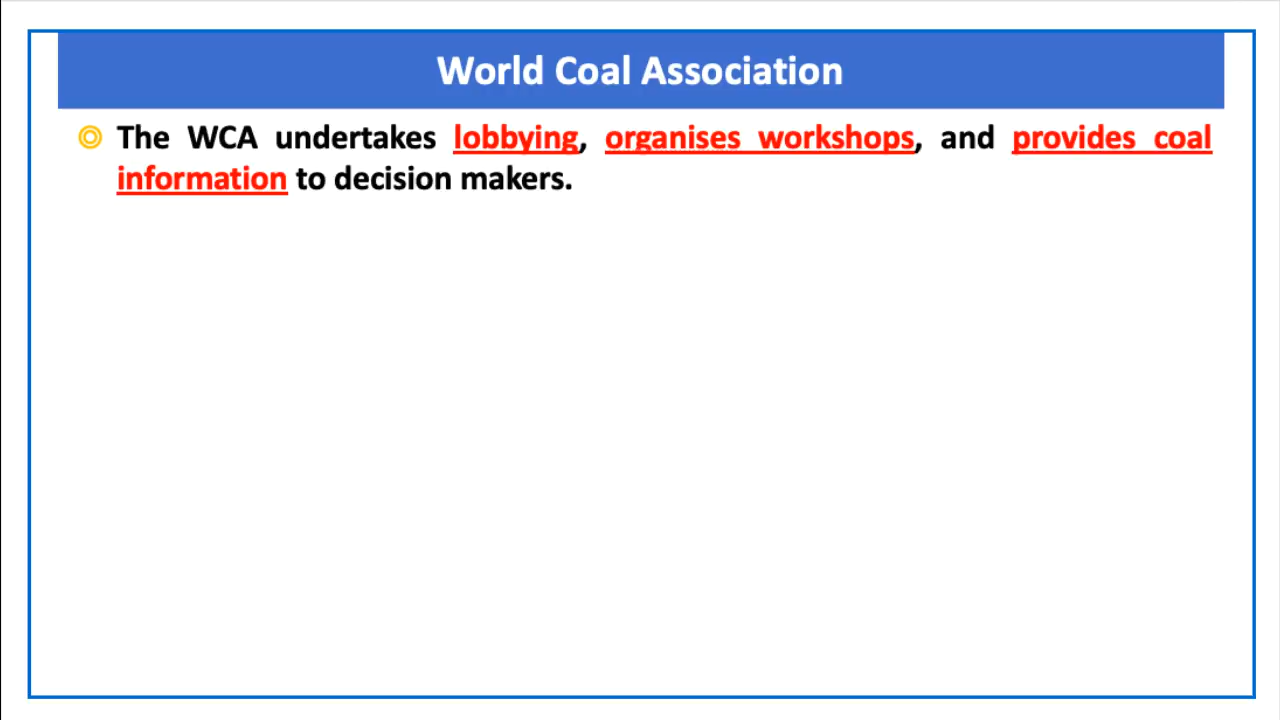 World Coal Association
The WCA undertakes lobbying, organises workshops, and provides coal
information to decision makers.